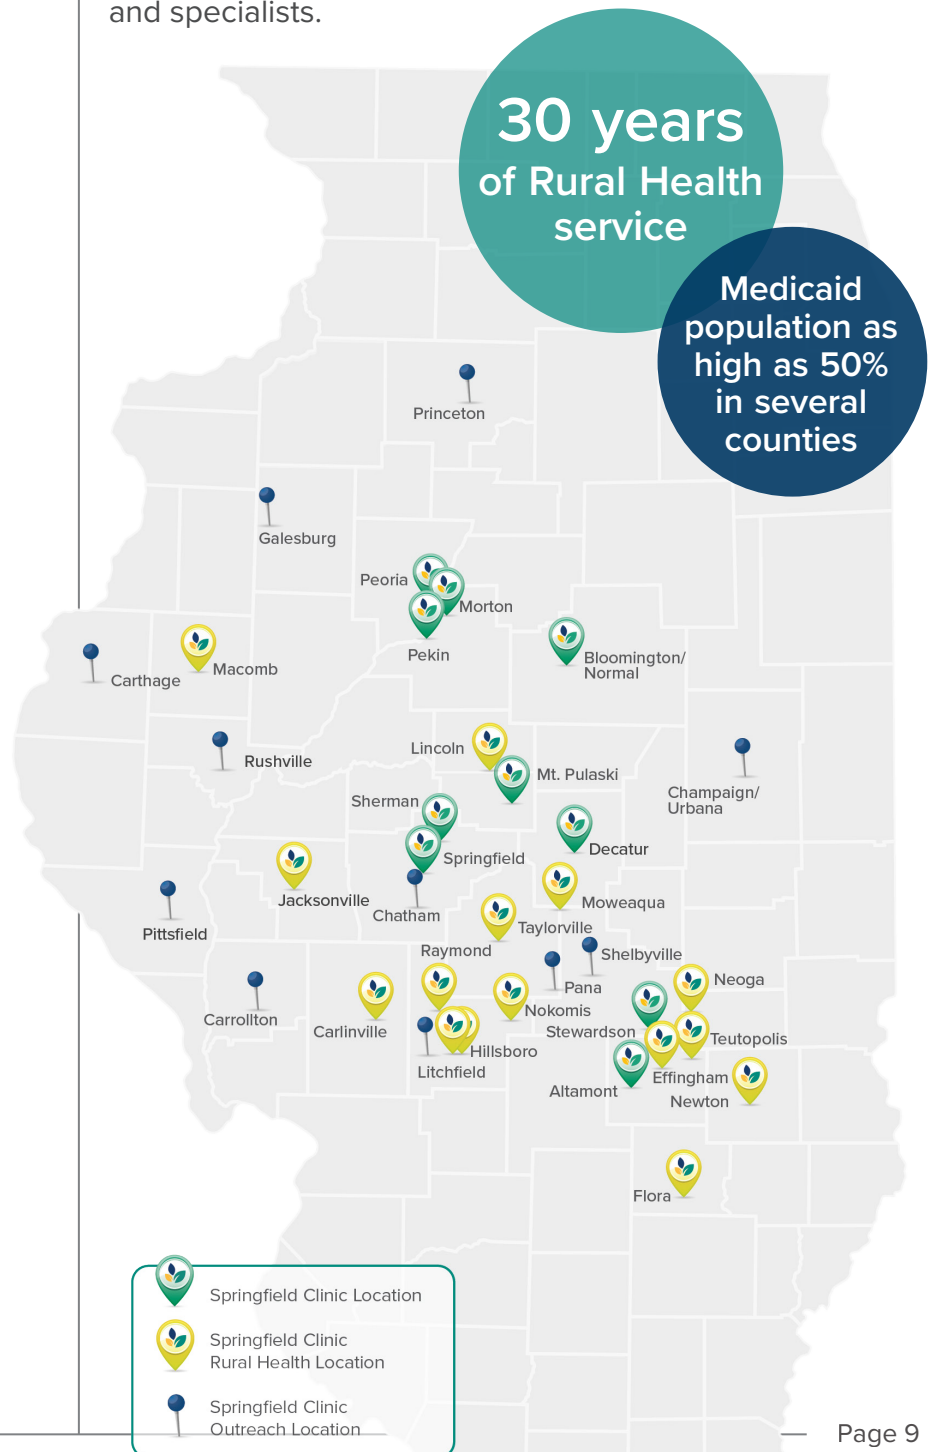 and specialists.
30 years
of Rural Health
service
Medicaid
population as
high as 50%
in several
counties
Princeton
Galesburg
Peoria
Morton
Pekin
Bloomington/
Normal
Macomb
Carthage
Rushville
Lincoln
Mt. Pulaski
Champaign/
Urbana
Sherman
Springfield
Decatur
Jacksonville
Chatham
Moweaqua
Pittsfield
Taylorville
Raymond
Shelbyville
Pana
Neoga
Carrollton
Carlinville
Nokomis
Stewardson
Teutopolis
Hillsboro
Litchfield
Effingham
Altamont
Newton
Flora
Springfield Clinic Location
Springfield Clinic
Rural Health Location
Springfield Clinic
Outreach Location
Page 9